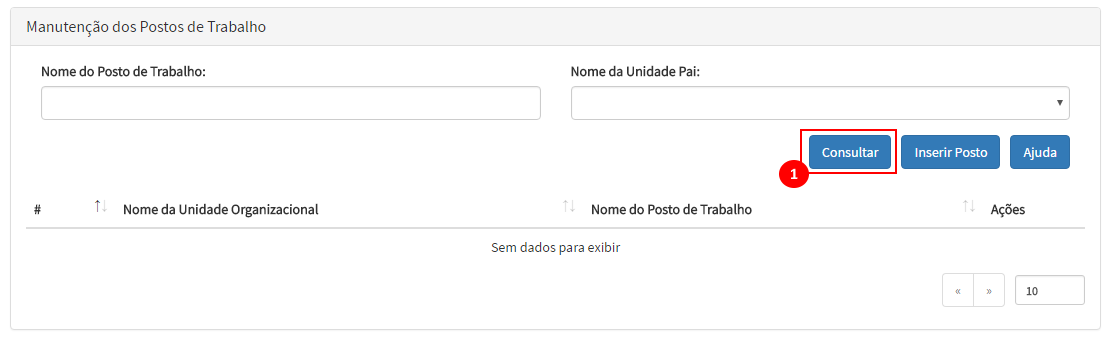 Manutenção dos Postos de Trabalho
Nome do Posto de Trabalho: Nome da Unidade Pai:
Consultar Inserir Posto Ajuda
1
# Nome da Unidade Organizacional Nome do Posto de Trabalho Ações
Sem dados para exibir
« » 10